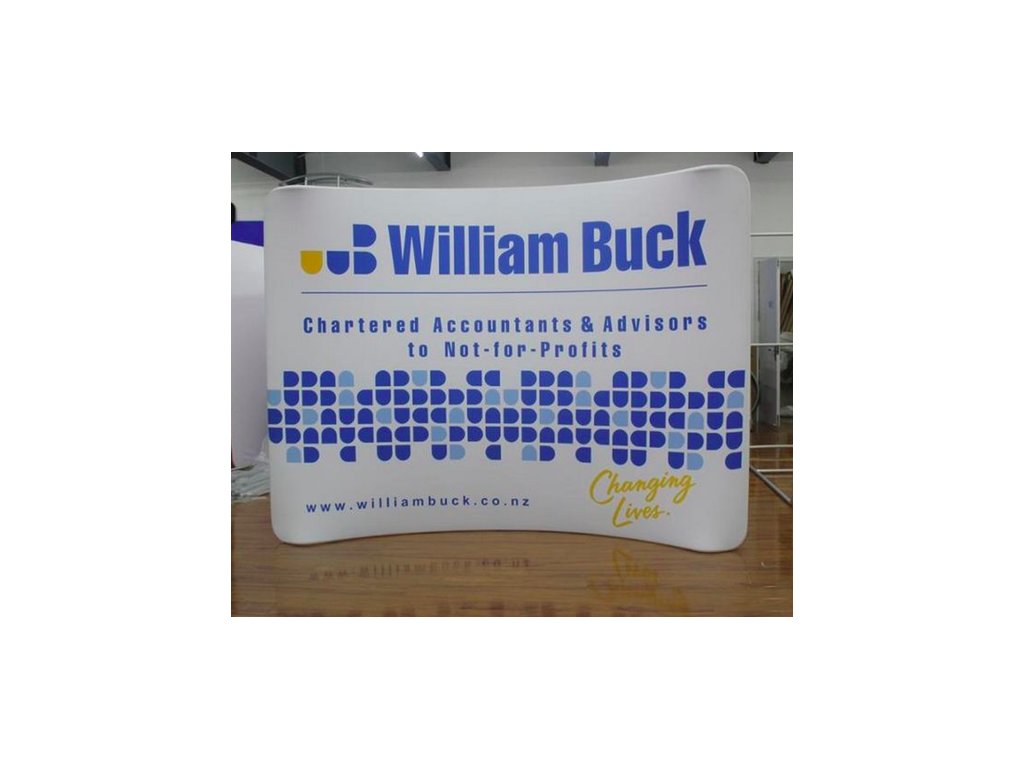 William Buck
Chartered Accountants & Advisors
to Not-for-Profits
Changing
Lives.
www.williambuck.co.nz